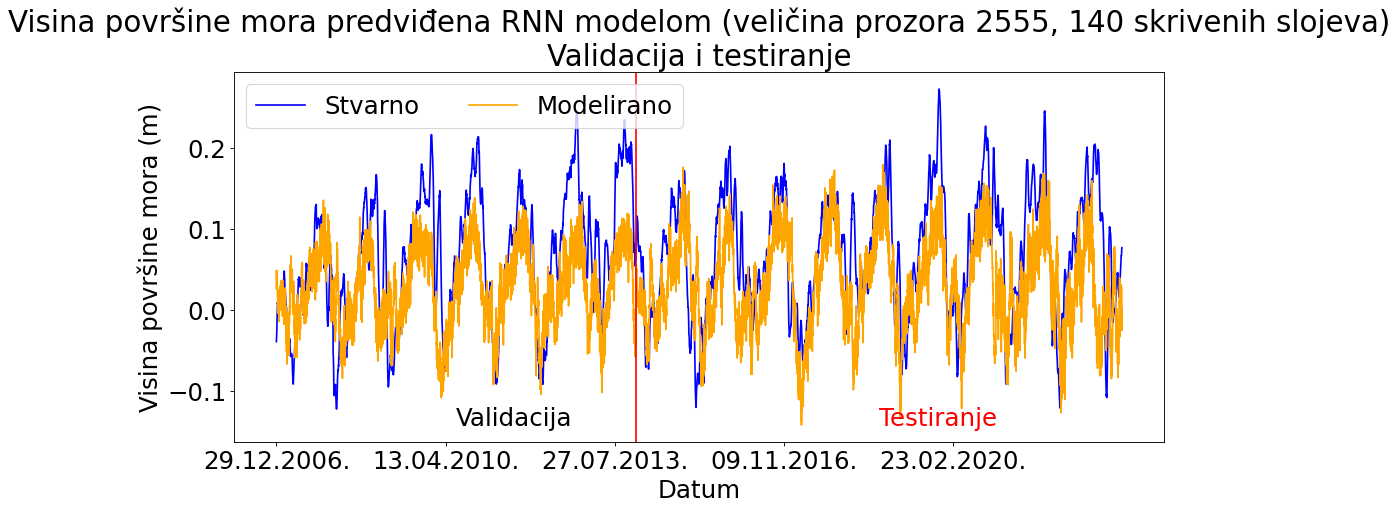 Visina površine mora predviđena RNN modelom (veličina prozora 2555, 140 skrivenih slojeva)
Validacija i testiranje
Stvarno Modelirano
Visina površine mora (m)
0.2
0.1
0.0
−0.1
Validacija Testiranje
29.12.2006. 13.04.2010. 27.07.2013. 09.11.2016. 23.02.2020.
Datum